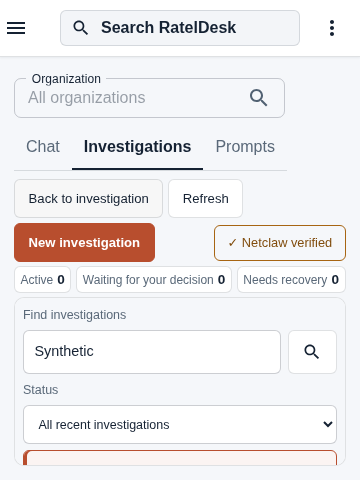 Search RatelDesk
Organization
All organizations
Chat Investigations Prompts
Back to investigation Refresh
New investigation ✓ Netclaw verified
Active 0 Waiting for your decision 0 Needs recovery 0
Find investigations
Synthetic
Status
All recent investigations